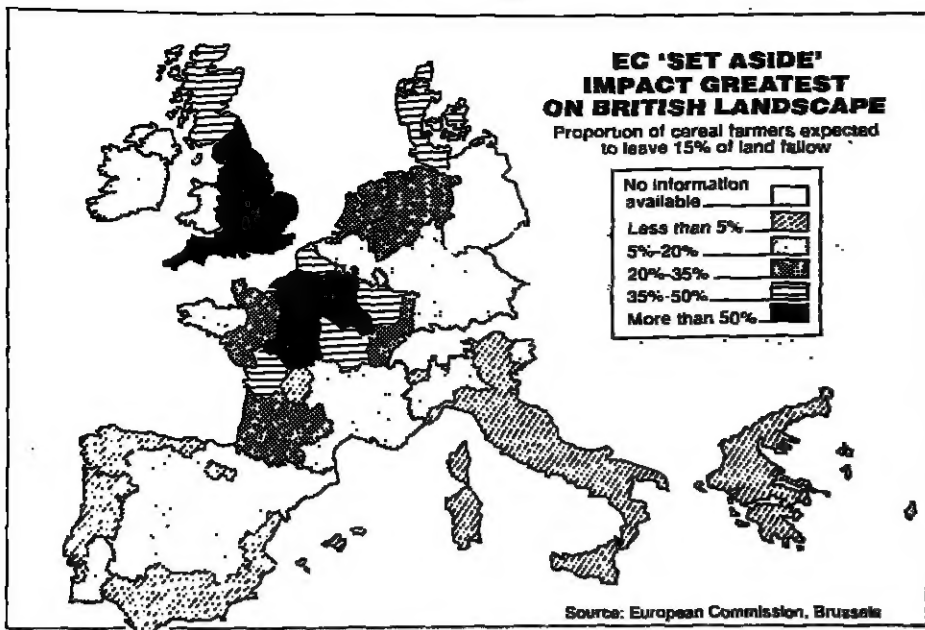 EC 'SET ASIDE'
IMPACT GREATEST
ON BRITISH LANDSCAPE
Proportion of cereal farmers expected
to leave 15% of land fallow
No information
available
Less than 5%
5%-20%
20%-35%
35%-50%
More than 50%
Source: European Commission, Brussels